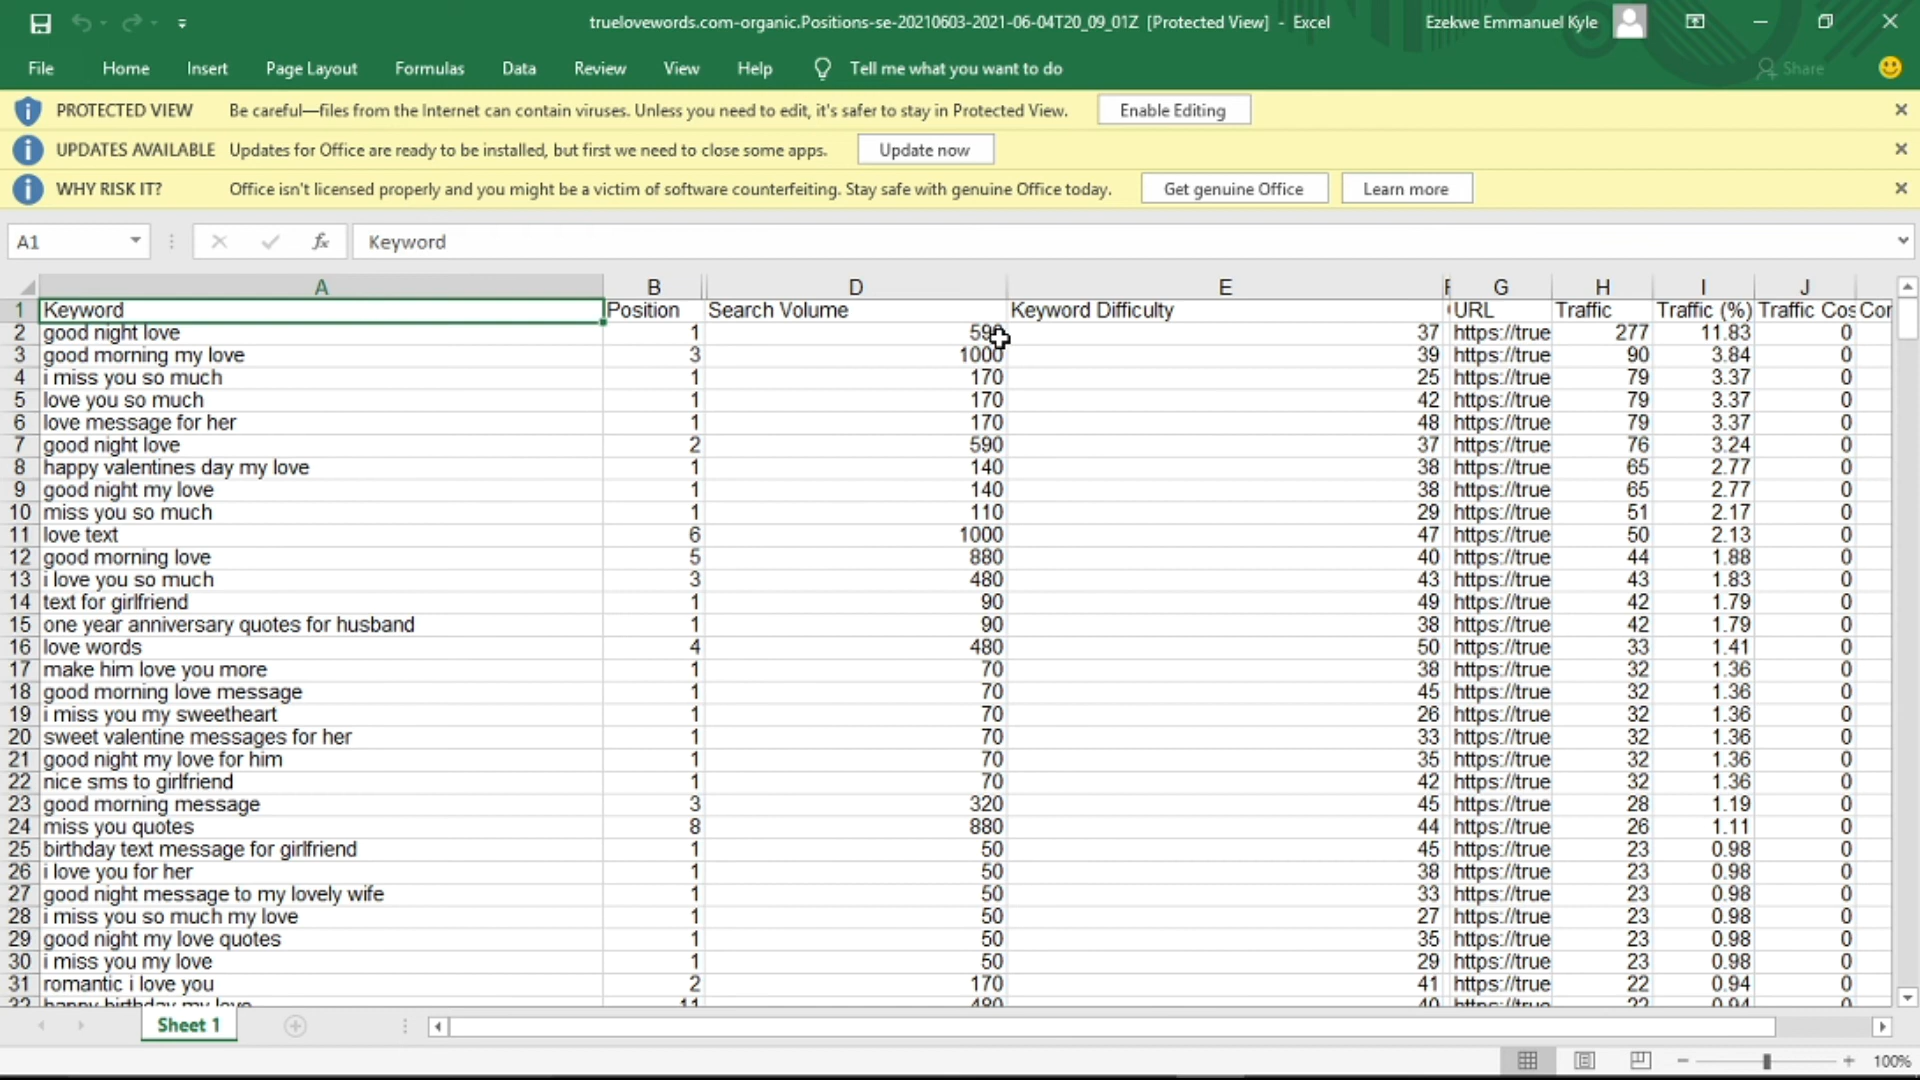 truelovewords.com-organic.Positions-se-20210603-2021-06-04T20_09_01Z [Protected View] - Excel Ezekwe Emmanuel Kyle
File Home Insert Page Layout Formulas Data Review View Help Tell me what you want to do Share
PROTECTED VIEW Be careful—files from the Internet can contain viruses. Unless you need to edit, it's safer to stay in Protected View. Enable Editing
UPDATES AVAILABLE Updates for Office are ready to be installed, but first we need to close some apps. Update now
WHY RISK IT? Office isn't licensed properly and you might be a victim of software counterfeiting. Stay safe with genuine Office today. Get genuine Office Learn more
A1 fx Keyword
A B D E F G H I J
1 Keyword Position Search Volume Keyword Difficulty URL Traffic Traffic (%) Traffic Cos Cor
2 good night love 1 590 37 https://true 277 11.83 0
3 good morning my love 3 1000 39 https://true 90 3.84 0
4 i miss you so much 1 170 25 https://true 79 3.37 0
5 love you so much 1 170 42 https://true 79 3.37 0
6 love message for her 1 170 48 https://true 79 3.37 0
7 good night love 2 590 37 https://true 76 3.24 0
8 happy valentines day my love 1 140 38 https://true 65 2.77 0
9 good night my love 1 140 38 https://true 65 2.77 0
10 miss you so much 1 110 29 https://true 51 2.17 0
11 love text 6 1000 47 https://true 50 2.13 0
12 good morning love 5 880 40 https://true 44 1.88 0
13 i love you so much 3 480 43 https://true 43 1.83 0
14 text for girlfriend 1 90 49 https://true 42 1.79 0
15 one year anniversary quotes for husband 1 90 38 https://true 42 1.79 0
16 love words 4 480 50 https://true 33 1.41 0
17 make him love you more 1 70 38 https://true 32 1.36 0
18 good morning love message 1 70 45 https://true 32 1.36 0
19 i miss you my sweetheart 1 70 26 https://true 32 1.36 0
20 sweet valentine messages for her 1 70 33 https://true 32 1.36 0
21 good night my love for him 1 70 35 https://true 32 1.36 0
22 nice sms to girlfriend 1 70 42 https://true 32 1.36 0
23 good morning message 3 320 45 https://true 28 1.19 0
24 miss you quotes 8 880 44 https://true 26 1.11 0
25 birthday text message for girlfriend 1 50 45 https://true 23 0.98 0
26 i love you for her 1 50 38 https://true 23 0.98 0
27 good night message to my lovely wife 1 50 33 https://true 23 0.98 0
28 i miss you so much my love 1 50 27 https://true 23 0.98 0
29 good night my love quotes 1 50 35 https://true 23 0.98 0
30 i miss you my love 1 50 29 https://true 23 0.98 0
31 romantic i love you 2 170 41 https://true 22 0.94 0
32 happy birthday my love 11 480 40 https://true 22 0.94 0
Sheet 1
100%